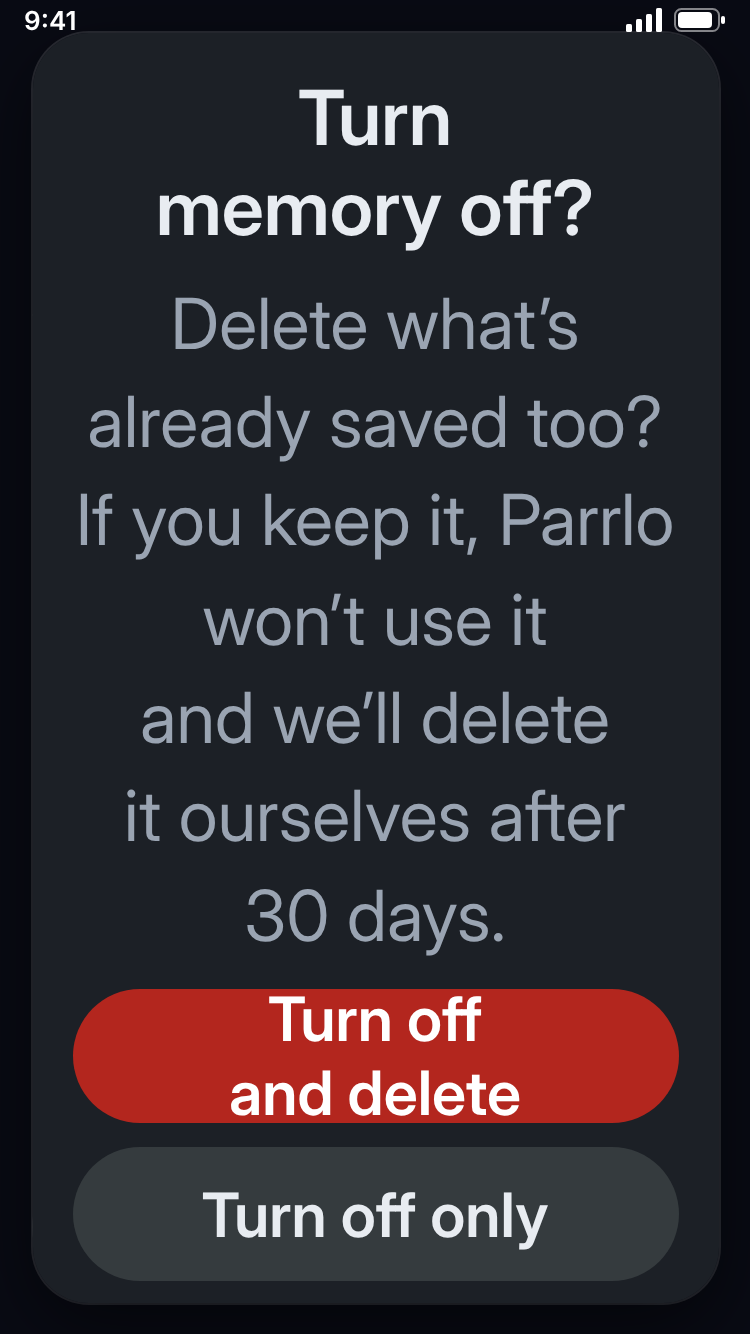 9:41
Turn
memory off?
Delete what’s
already saved too?
If you keep it, Parrlo
won’t use it
and we’ll delete
it ourselves after
30 days.
Turn off
and delete
Turn off only